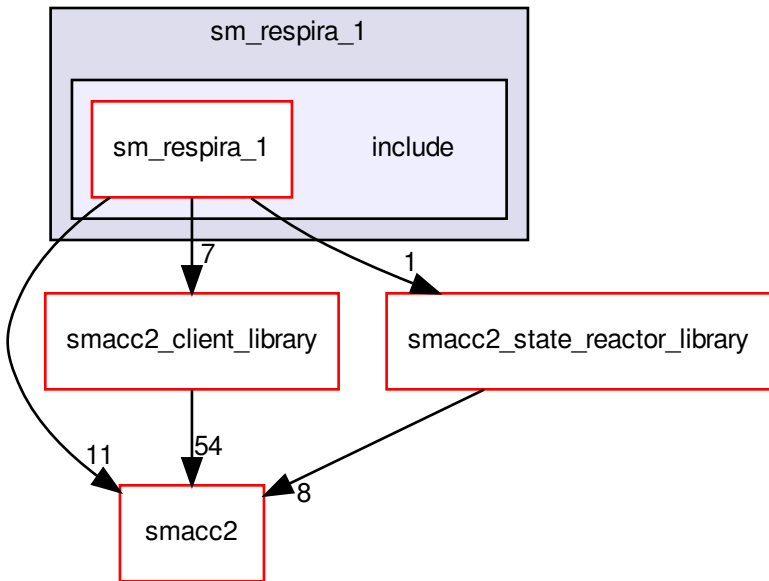 sm_respira_1
sm_respira_1
include
7
1
smacc2_client_library
smacc2_state_reactor_library
11
54
8
smacc2